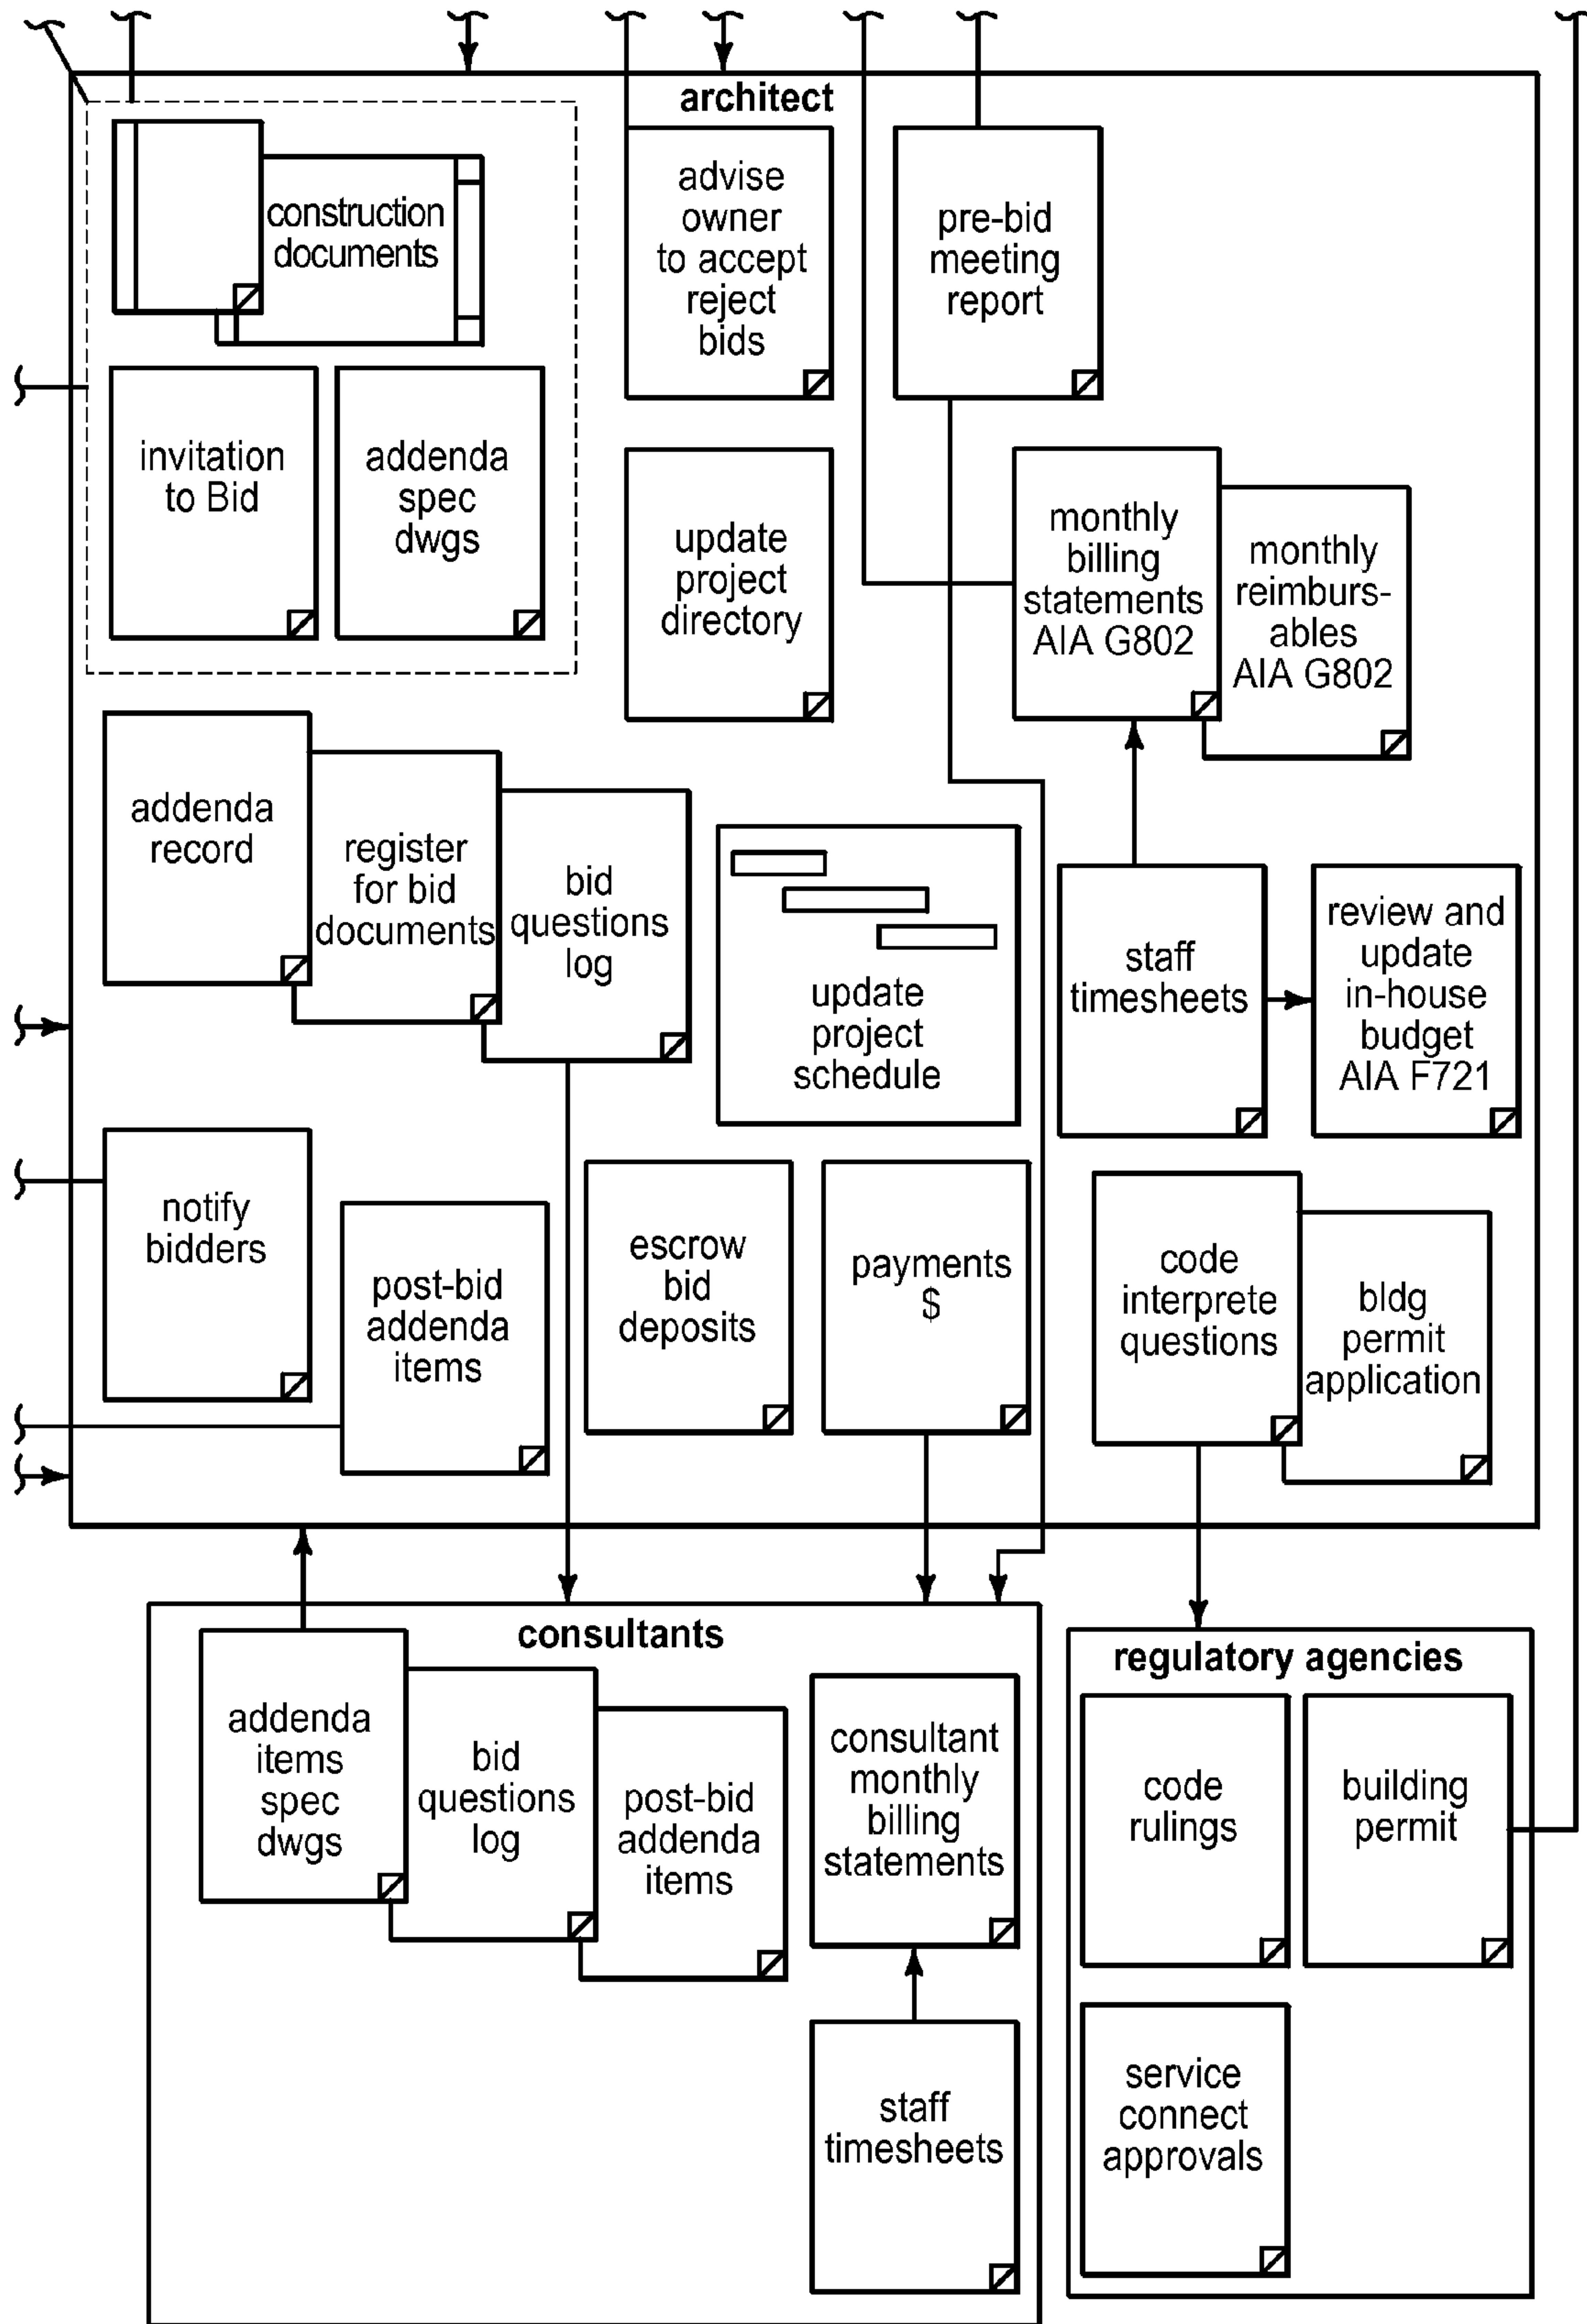 architect
construction
documents
invitation
to Bid
addenda
spec
dwgs
advise
owner
to accept
reject
bids
pre-bid
meeting
report
update
project
directory
monthly
billing
statements
AIA G802
monthly
reimburs-
ables
AIA G802
addenda
record
register
for bid
documents
bid
questions
log
update
project
schedule
staff
timesheets
review and
update
in-house
budget
AIA F721
notify
bidders
post-bid
addenda
items
escrow
bid
deposits
payments
$
code
interprete
questions
bldg
permit
application
consultants
addenda
items
spec
dwgs
bid
questions
log
post-bid
addenda
items
consultant
monthly
billing
statements
staff
timesheets
regulatory agencies
code
rulings
building
permit
service
connect
approvals